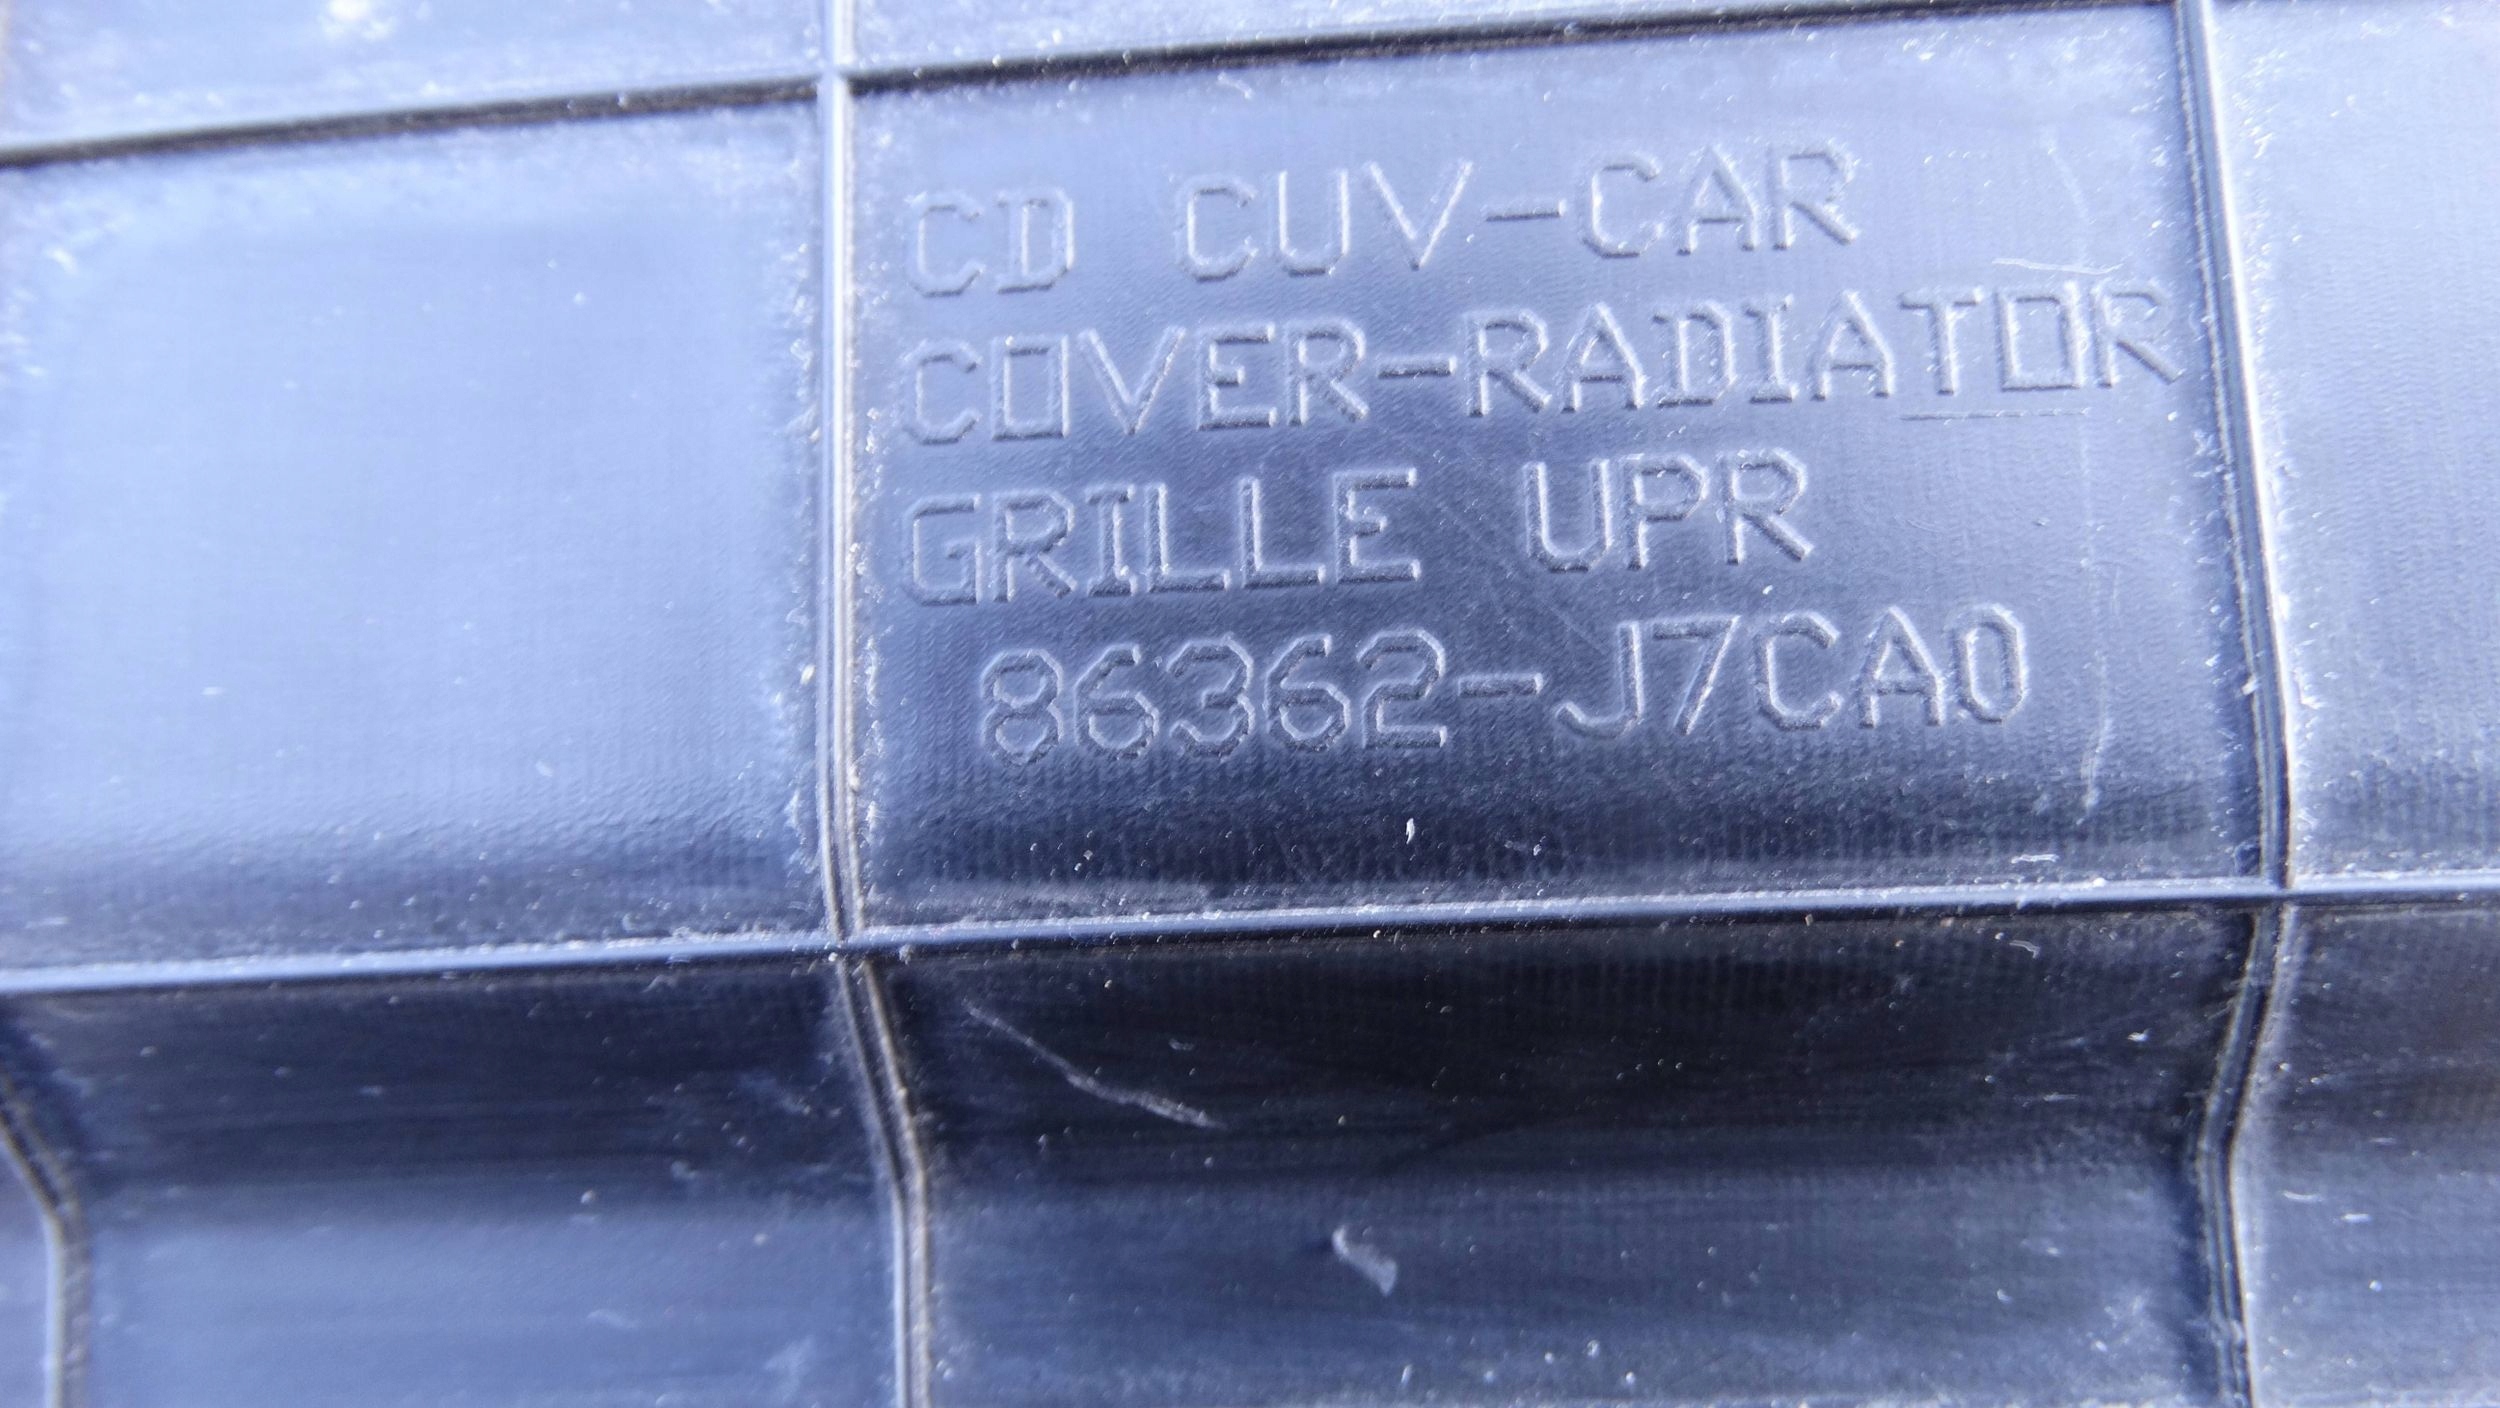 CD CUV-CAR
COVER-RADIATOR
GRILLE UPR
86362-J7CA0